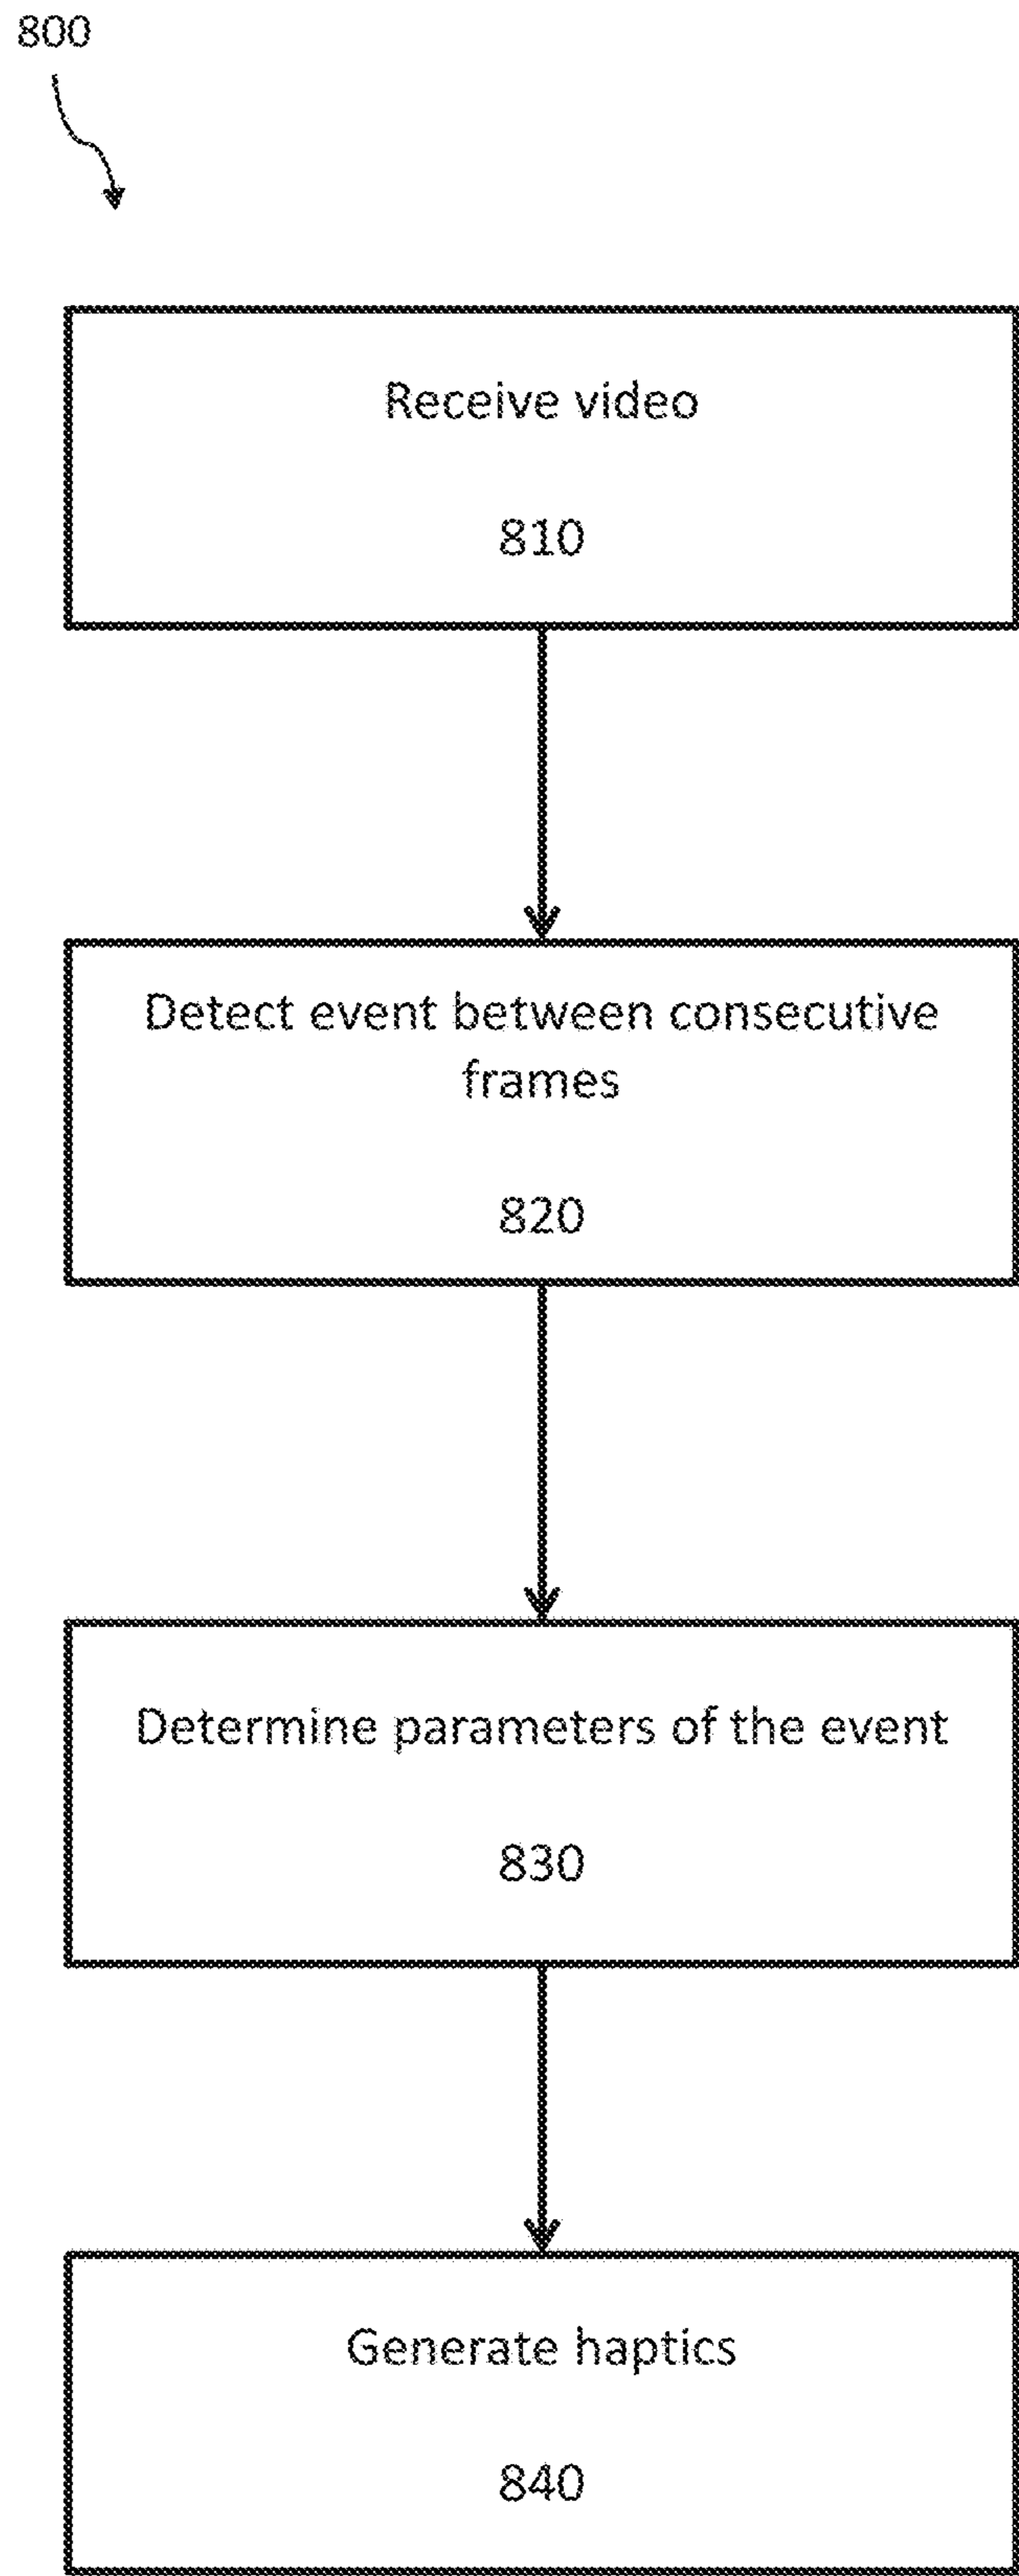 800
Receive video
810
Detect event between consecutive
frames
820
Determine parameters of the event
830
Generate haptics
840